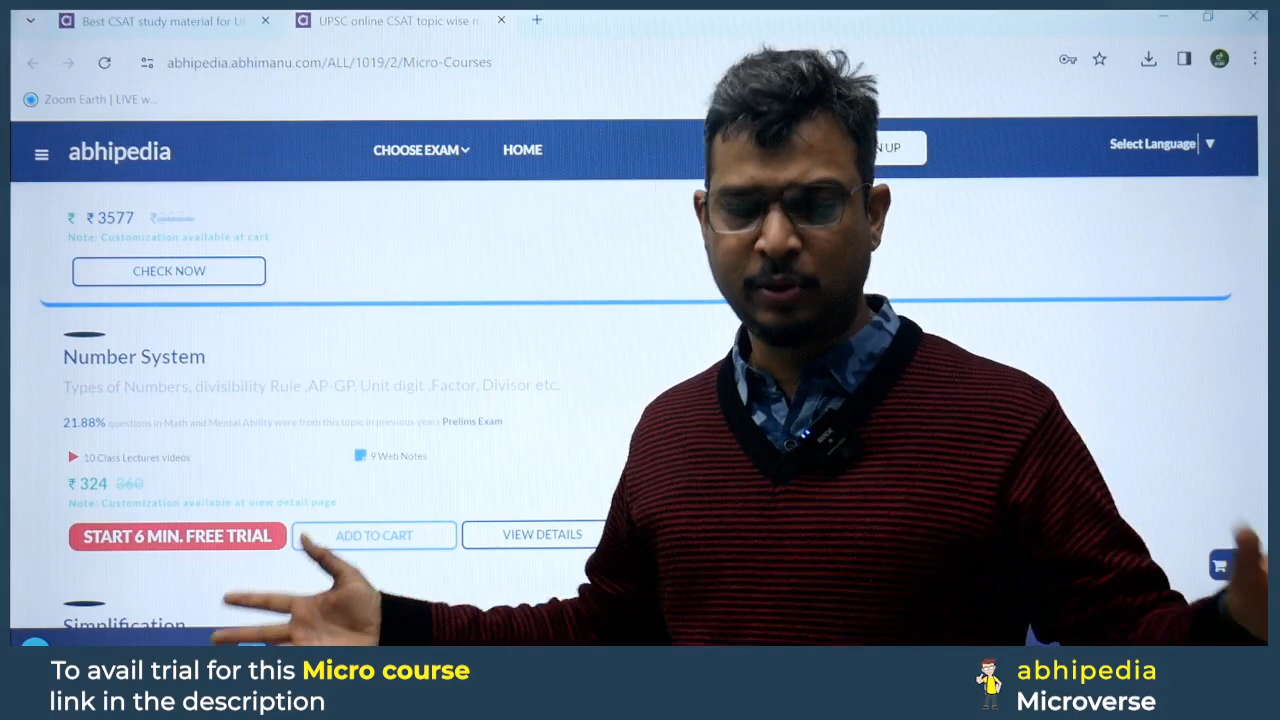 Best CSAT study material for U
UPSC online CSAT topic wise
abhipedia.abhimanu.com/ALL/1019/2/Micro-Courses
Zoom Earth | LIVE w...
abhipedia
CHOOSE EXAM
HOME
N UP
Select Language ▼
₹ ₹ 3577
Note: Customization available at cart
CHECK NOW
Number System
Types of Numbers, divisibility Rule ,AP-GP, Unit digit ,Factor, Divisor etc.
21.88% questions in Math and Mental Ability were from this topic in previous years Prelims Exam
10 Class Lectures videos
9 Web Notes
₹ 324 360
Note: Customization available at view detail page
START 6 MIN. FREE TRIAL
ADD TO CART
VIEW DETAILS
Simplification
To avail trial for this Micro course
link in the description
abhipedia
Microverse